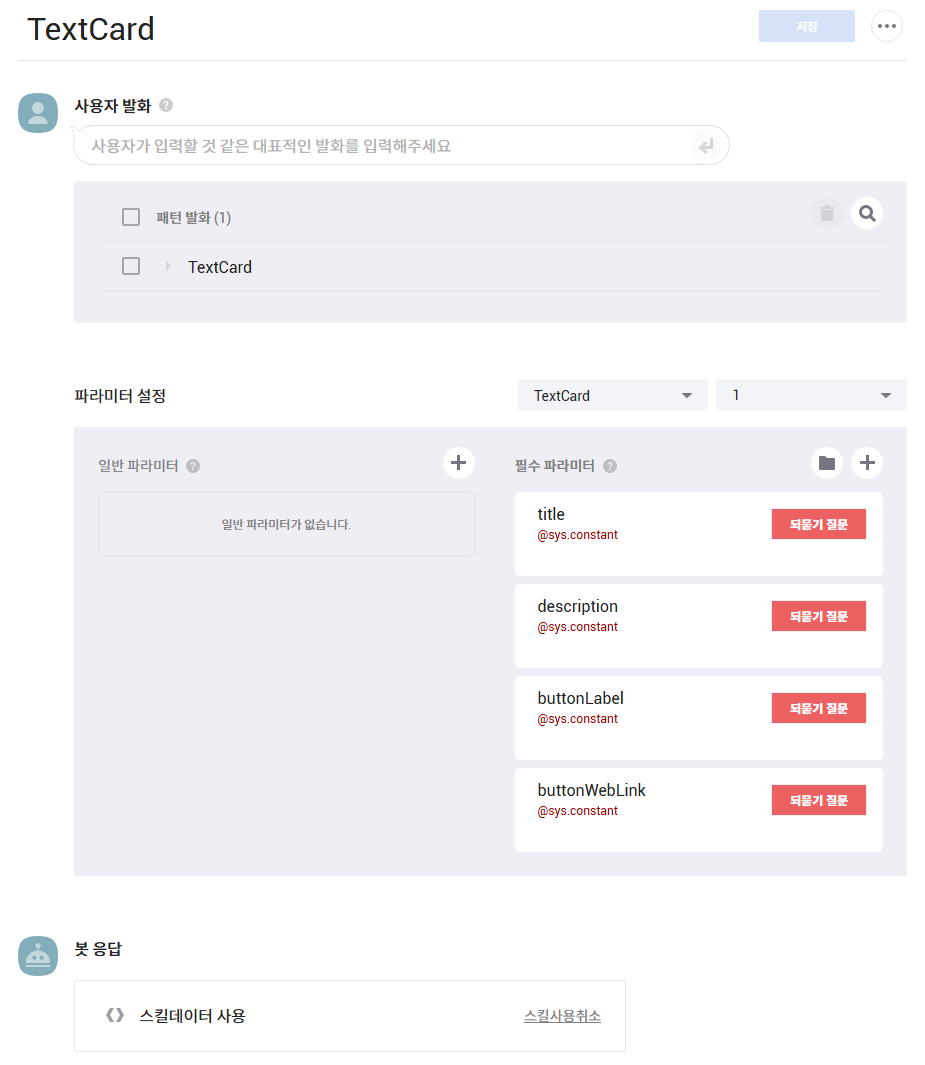 TextCard
저장
사용자 발화
사용자가 입력할 것 같은 대표적인 발화를 입력해주세요
패턴 발화 (1)
TextCard
파라미터 설정
TextCard
1
일반 파라미터
일반 파라미터가 없습니다.
필수 파라미터
title
@sys.constant
되묻기 질문
description
@sys.constant
되묻기 질문
buttonLabel
@sys.constant
되묻기 질문
buttonWebLink
@sys.constant
되묻기 질문
봇 응답
스킬데이터 사용
스킬사용취소